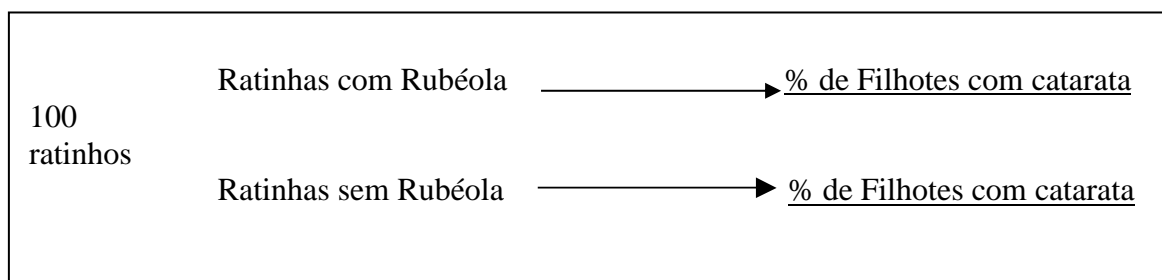 Ratinhas com Rubéola % de Filhotes com catarata
100
ratinhos
Ratinhas sem Rubéola % de Filhotes com catarata